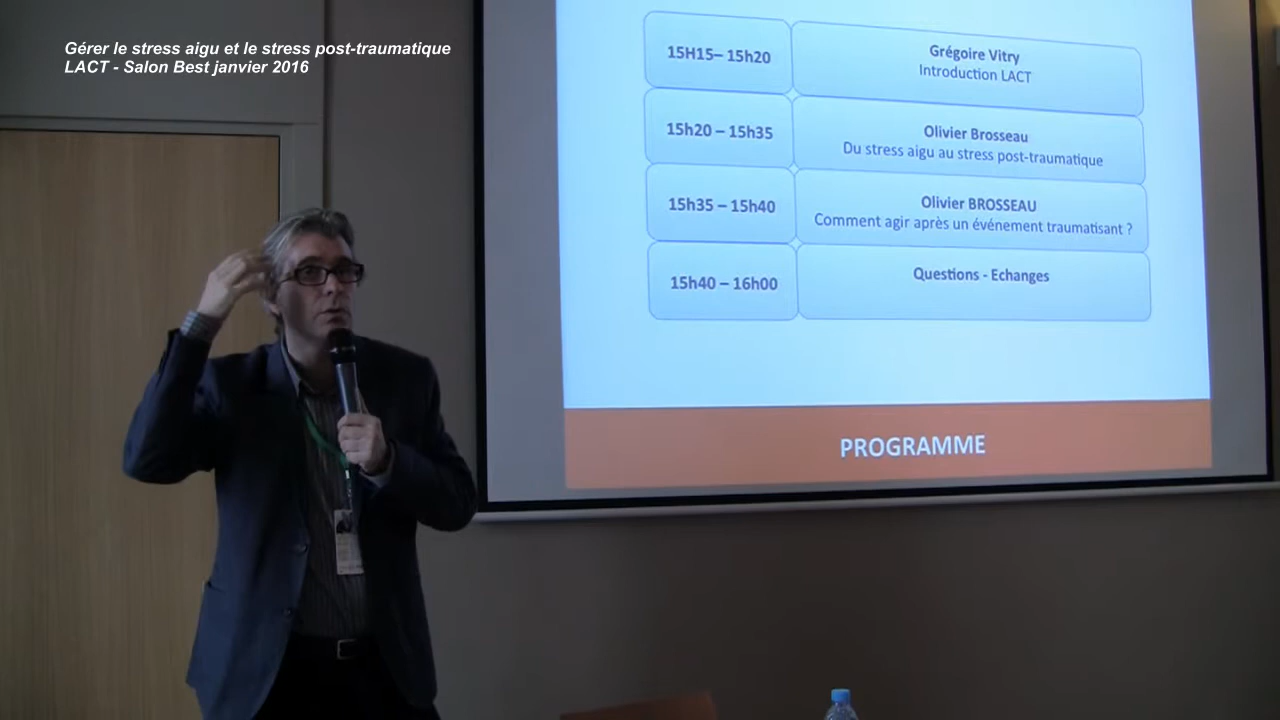 Gérer le stress aigu et le stress post-traumatique
LACT - Salon Best janvier 2016
15H15– 15h20
Grégoire Vitry
Introduction LACT
15h20 – 15h35
Olivier Brosseau
Du stress aigu au stress post-traumatique
15h35 – 15h40
Olivier BROSSEAU
Comment agir après un événement traumatisant ?
15h40 – 16h00
Questions - Echanges
PROGRAMME